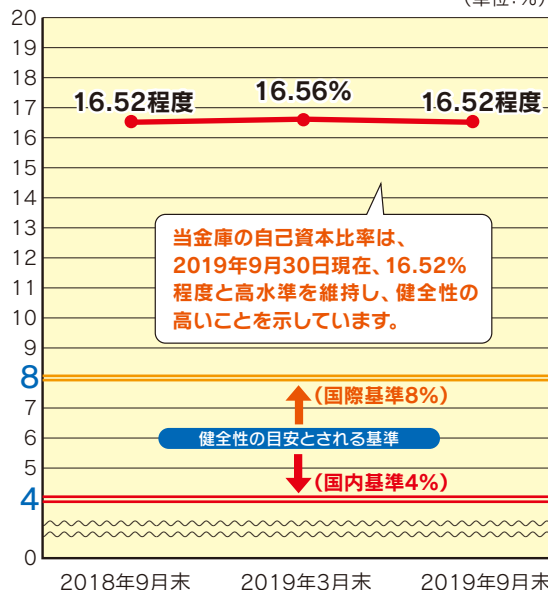 (単位：%)
20
19
18
17
16
15
14
13
12
11
10
9
8
7
6
5
4
0
16.52程度
16.56%
16.52程度
当金庫の自己資本比率は、
2019年9月30日現在、16.52%
程度と高水準を維持し、健全性の
高いことを示しています。
(国際基準8%)
健全性の目安とされる基準
(国内基準4%)
2018年9月末
2019年3月末
2019年9月末